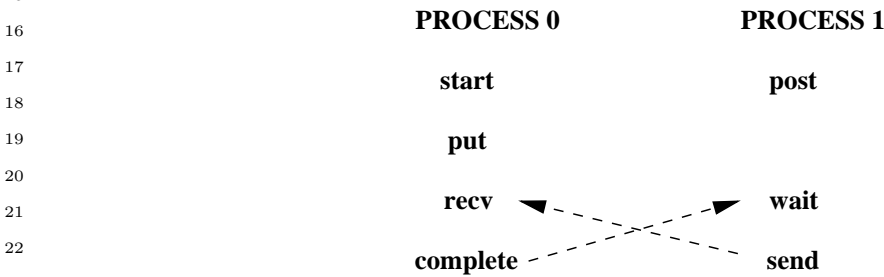 16 PROCESS 0 PROCESS 1
17
start post
18
19 put
20
recv wait
21
22
complete send